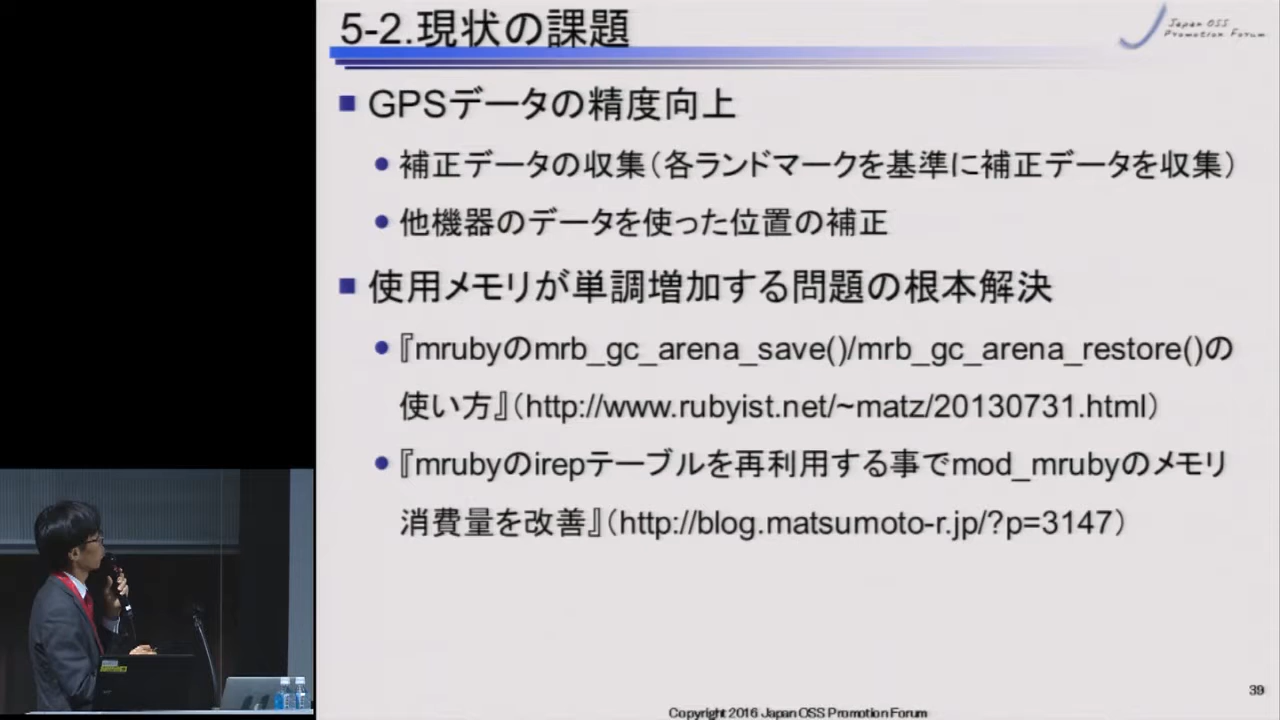 5-2.現状の課題
Japan OSS
Promotion Forum
■ GPSデータの精度向上
● 補正データの収集（各ランドマークを基準に補正データを収集）
● 他機器のデータを使った位置の補正
■ 使用メモリが単調増加する問題の根本解決
● 『mrubyのmrb_gc_arena_save()/mrb_gc_arena_restore()の
使い方』（http://www.rubyist.net/~matz/20130731.html）
● 『mrubyのirepテーブルを再利用する事でmod_mrubyのメモリ
消費量を改善』（http://blog.matsumoto-r.jp/?p=3147）
39
Copyright 2016 Japan OSS Promotion Forum